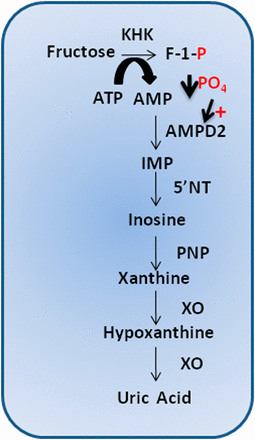 KHK
Fructose F-1-P
PO4
ATP AMP +
AMPD2
IMP
5'NT
Inosine
PNP
Xanthine
XO
Hypoxanthine
XO
Uric Acid